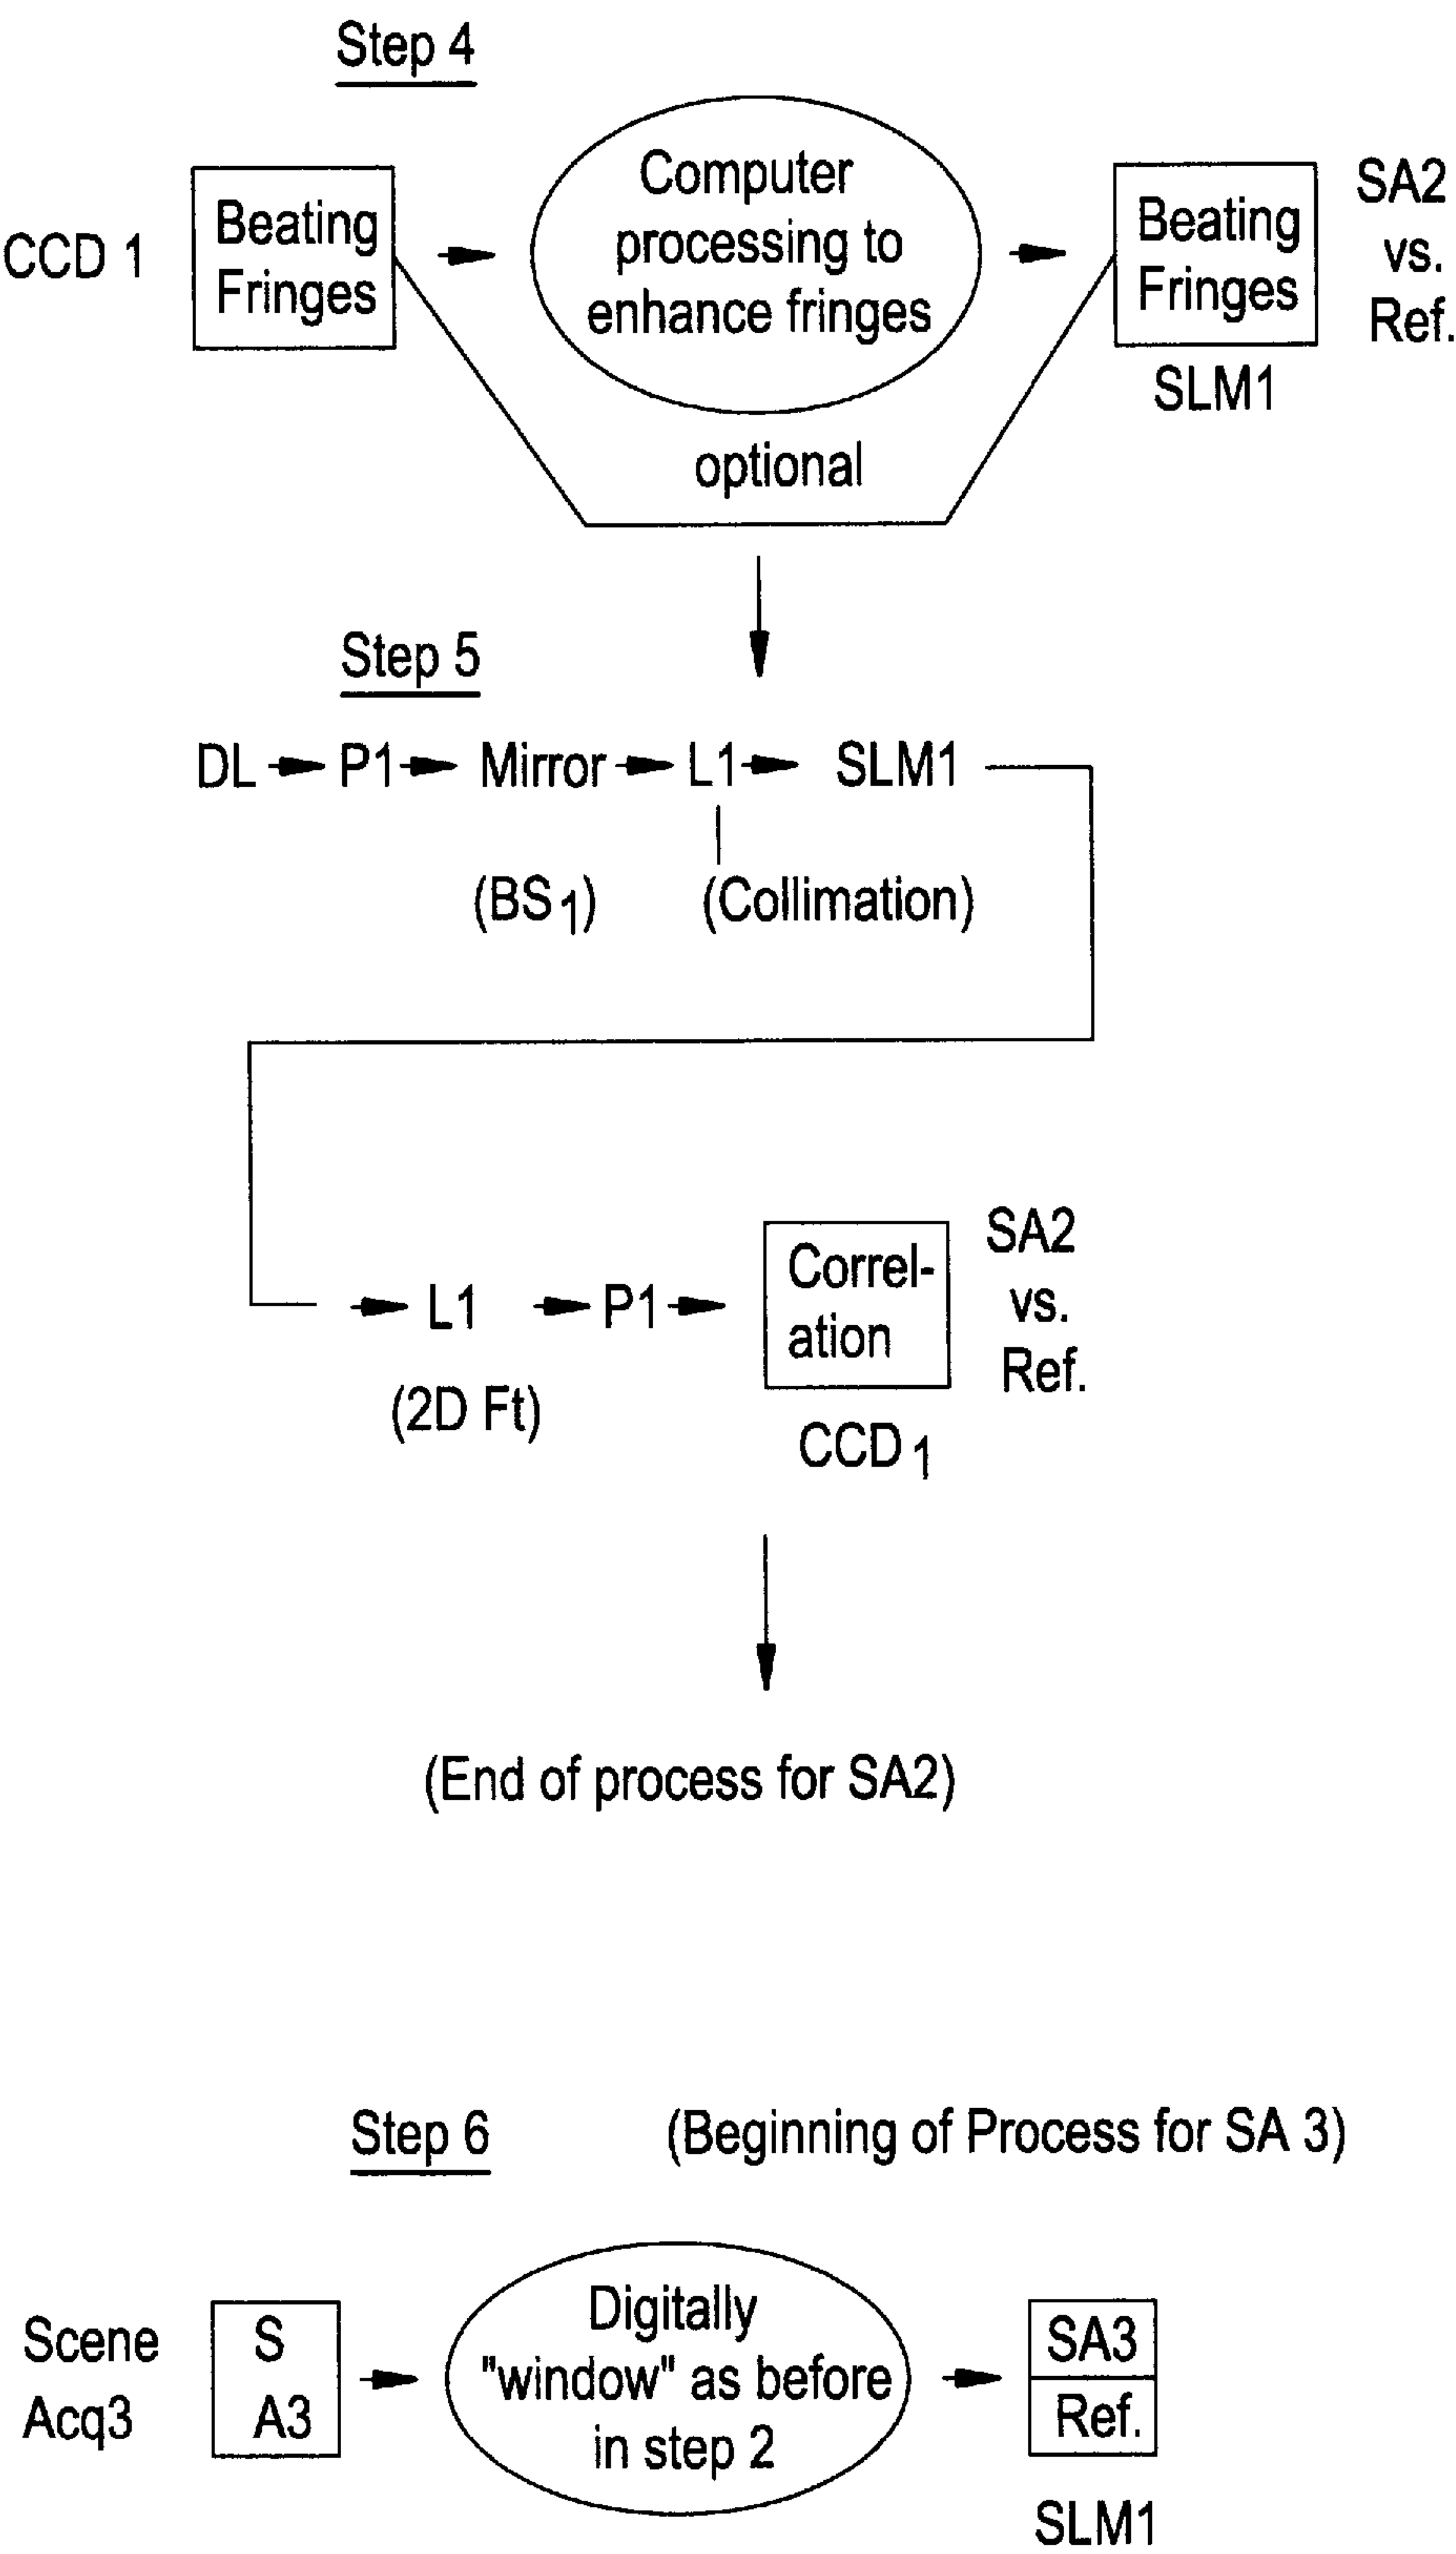 Step 4
CCD 1
Beating
Fringes
Computer
processing to
enhance fringes
Beating
Fringes
SA2
vs.
Ref.
SLM1
optional
Step 5
DL P1 Mirror L1 SLM1
(BS1) (Collimation)
L1 P1
(2D Ft)
Correl-
ation
SA2
vs.
Ref.
CCD1
(End of process for SA2)
Step 6 (Beginning of Process for SA 3)
Scene
Acq3
S
A3
Digitally
"window" as before
in step 2
SA3
Ref.
SLM1